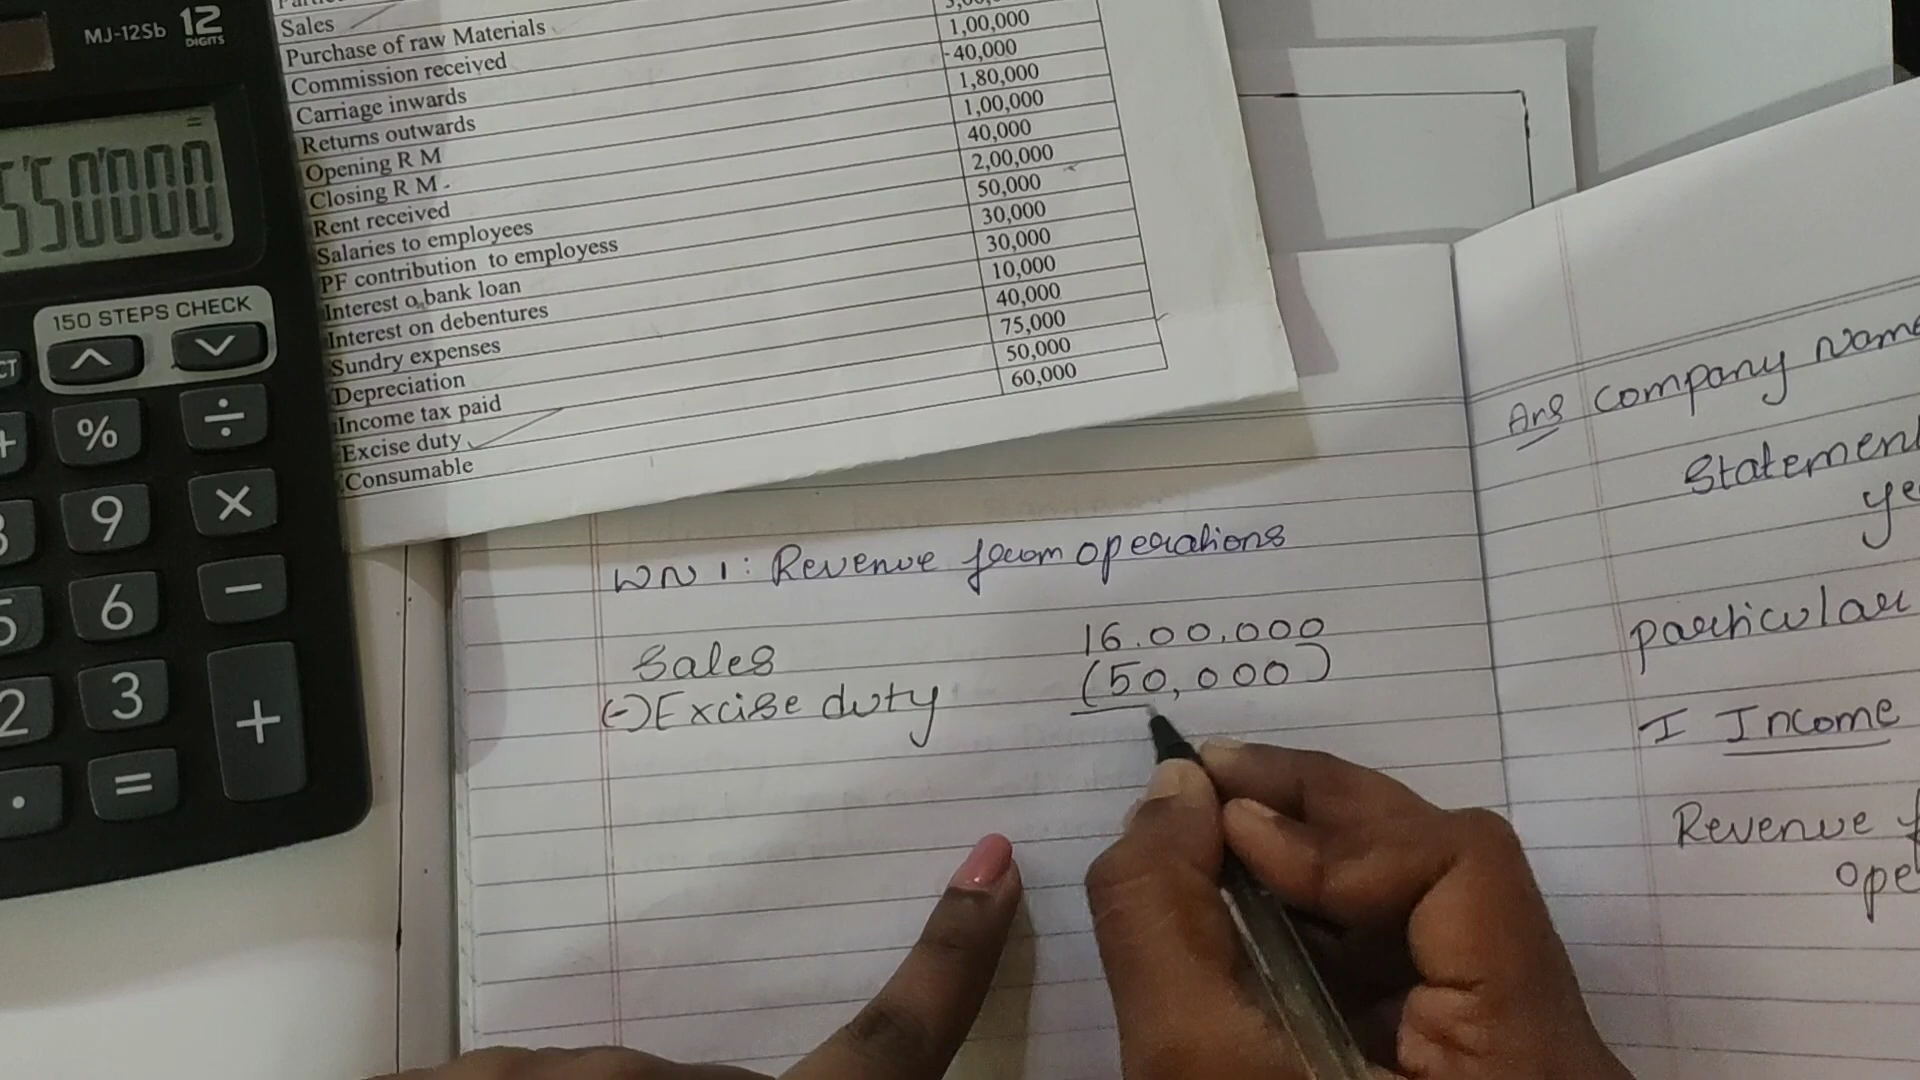 MJ-12Sb 12
DIGITS
550'000.
150 STEPS CHECK
%
÷
9
×
6
−
3
+
2
.
=
Sales
Purchase of raw Materials
Commission received
Carriage inwards
Returns outwards
Opening R M
Closing R M
Rent received
Salaries to employees
PF contribution to employess
Interest o bank loan
Interest on debentures
Sundry expenses
Depreciation
Income tax paid
Excise duty
Consumable
1,00,000
40,000
1,80,000
1,00,000
40,000
2,00,000
50,000
30,000
30,000
10,000
40,000
75,000
50,000
60,000
WN 1: Revenue from operations
Sales 16.00,000
(-) Excise duty (50,000)
Ans Company Name
Statement
particular
I Income
Revenue